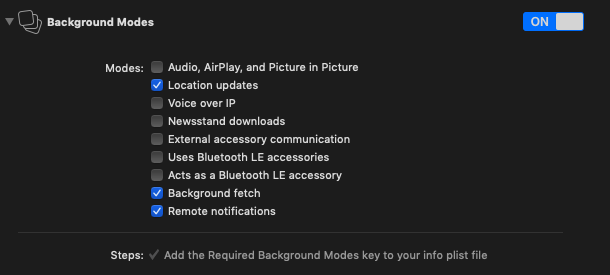 Background Modes
ON
Modes: Audio, AirPlay, and Picture in Picture
Location updates
Voice over IP
Newsstand downloads
External accessory communication
Uses Bluetooth LE accessories
Acts as a Bluetooth LE accessory
Background fetch
Remote notifications
Steps: ✓ Add the Required Background Modes key to your info plist file